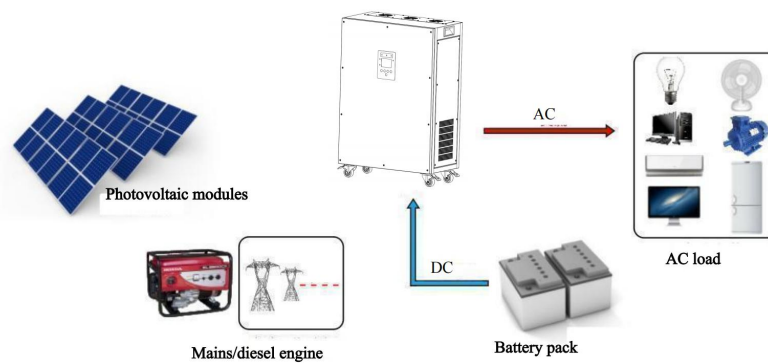 AC
Photovoltaic modules
DC
AC load
Mains/diesel engine
Battery pack